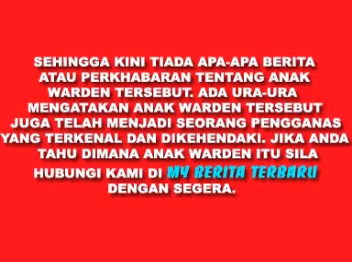 SEHINGGA KINI TIADA APA-APA BERITA
ATAU PERKHABARAN TENTANG ANAK
WARDEN TERSEBUT. ADA URA-URA
MENGATAKAN ANAK WARDEN TERSEBUT
JUGA TELAH MENJADI SEORANG PENGGANAS
YANG TERKENAL DAN DIKEHENDAKI. JIKA ANDA
TAHU DIMANA ANAK WARDEN ITU SILA
HUBUNGI KAMI DI MY BERITA TERBARU
DENGAN SEGERA.